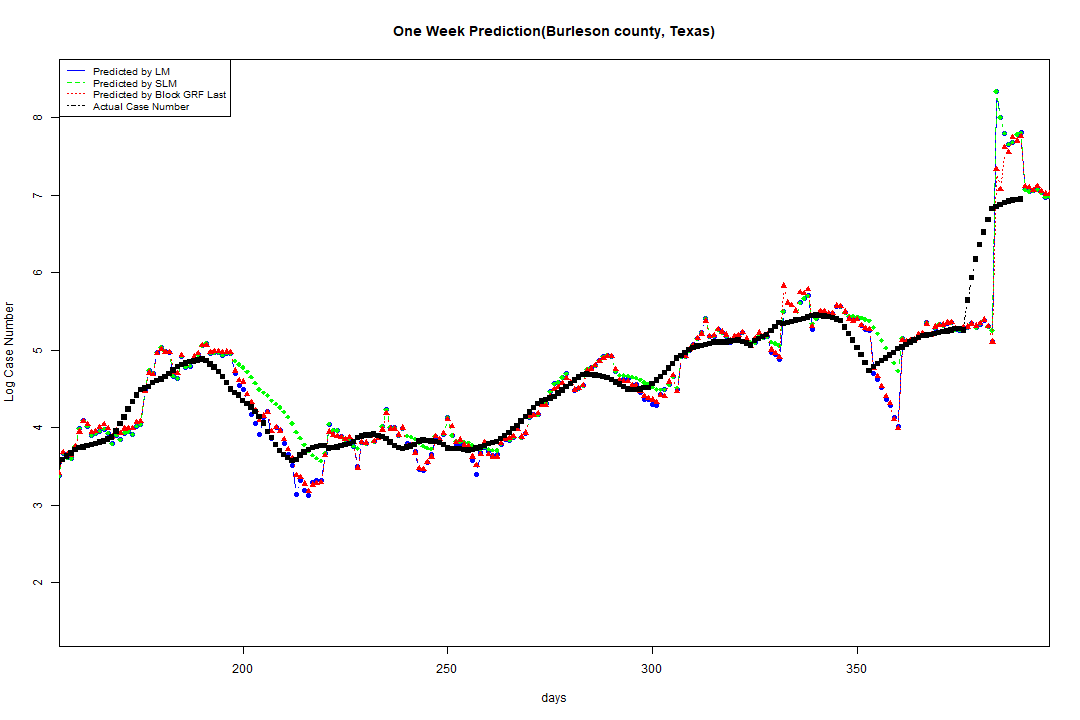 One Week Prediction(Burleson county, Texas)
Predicted by LM
Predicted by SLM
Predicted by Block GRF Last
Actual Case Number
Log Case Number
8
7
6
5
4
3
2
200
250
300
350
days